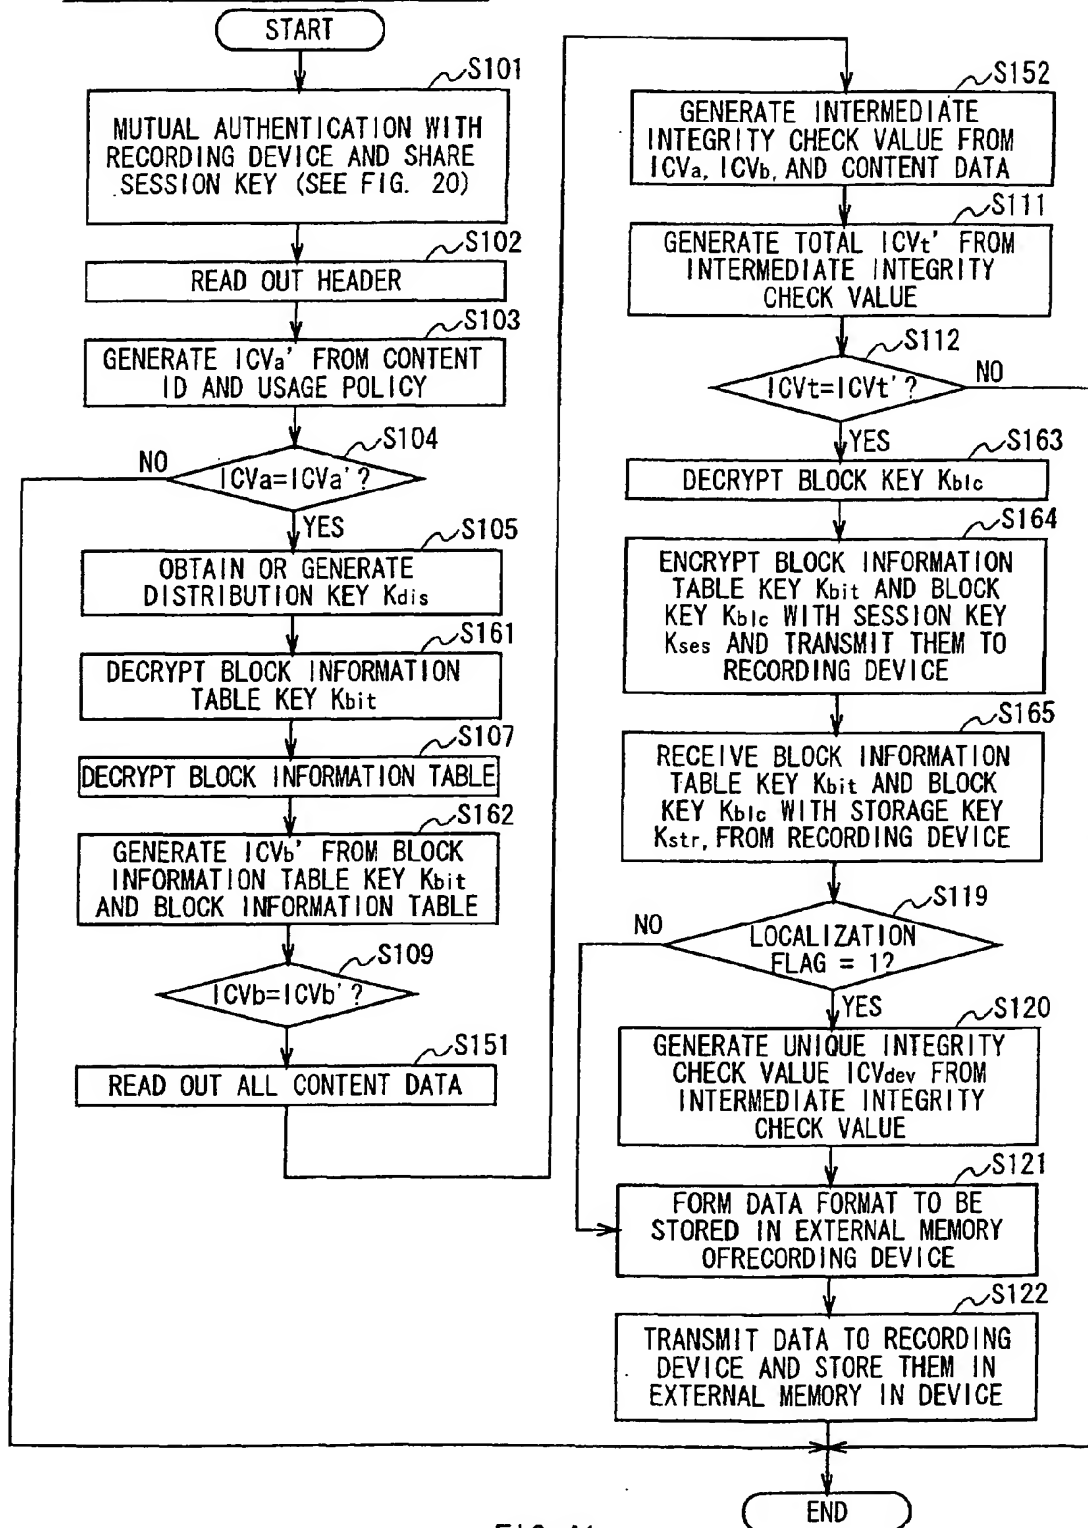 START
S101
MUTUAL AUTHENTICATION WITH
RECORDING DEVICE AND SHARE
SESSION KEY (SEE FIG. 20)
S102
READ OUT HEADER
S103
GENERATE ICVa' FROM CONTENT
ID AND USAGE POLICY
S104
NO
ICVa=ICVa'?
YES
S105
OBTAIN OR GENERATE
DISTRIBUTION KEY Kdis
S161
DECRYPT BLOCK INFORMATION
TABLE KEY Kbit
S107
DECRYPT BLOCK INFORMATION TABLE
S162
GENERATE ICVb' FROM BLOCK
INFORMATION TABLE KEY Kbit
AND BLOCK INFORMATION TABLE
S109
ICVb=ICVb'?
S151
READ OUT ALL CONTENT DATA
S152
GENERATE INTERMEDIATE
INTEGRITY CHECK VALUE FROM
ICVa, ICVb, AND CONTENT DATA
S111
GENERATE TOTAL ICVt' FROM
INTERMEDIATE INTEGRITY
CHECK VALUE
S112
ICVt=ICVt'?
NO
YES
S163
DECRYPT BLOCK KEY Kblc
S164
ENCRYPT BLOCK INFORMATION
TABLE KEY Kbit AND BLOCK
KEY Kblc WITH SESSION KEY
Kses AND TRANSMIT THEM TO
RECORDING DEVICE
S165
RECEIVE BLOCK INFORMATION
TABLE KEY Kbit AND BLOCK
KEY Kblc WITH STORAGE KEY
Kstr, FROM RECORDING DEVICE
S119
NO
LOCALIZATION
FLAG = 1?
YES
S120
GENERATE UNIQUE INTEGRITY
CHECK VALUE ICVdev FROM
INTERMEDIATE INTEGRITY
CHECK VALUE
S121
FORM DATA FORMAT TO BE
STORED IN EXTERNAL MEMORY
OFRECORDING DEVICE
S122
TRANSMIT DATA TO RECORDING
DEVICE AND STORE THEM IN
EXTERNAL MEMORY IN DEVICE
END